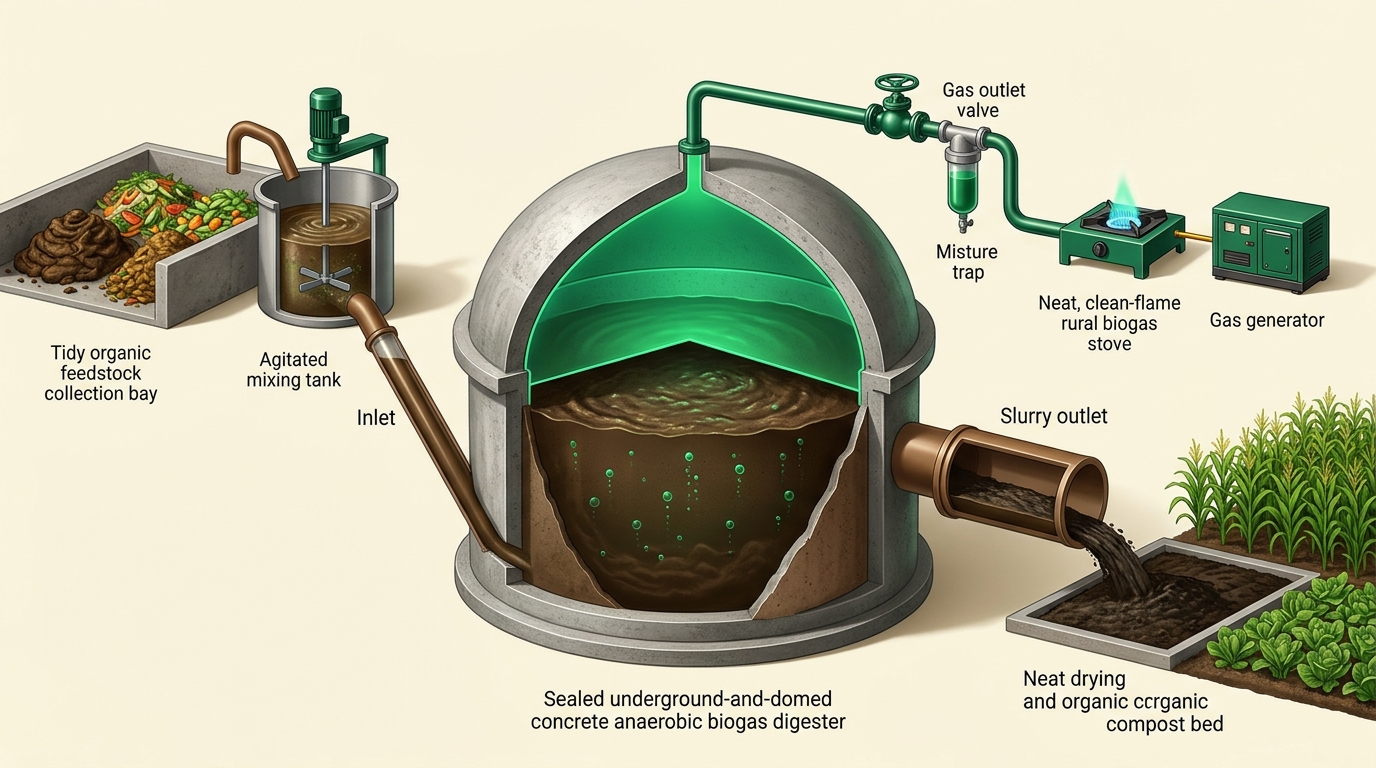 Gas outlet
valve
Misture
trap
Neat, clean-flame
rural biogas
stove
Gas generator
Tidy organic
feedstock
collection bay
Agitated
mixing tank
Inlet
Slurry outlet
Sealed underground-and-domed
concrete anaerobic biogas digester
Neat drying
and organic ccrganic
compost bed